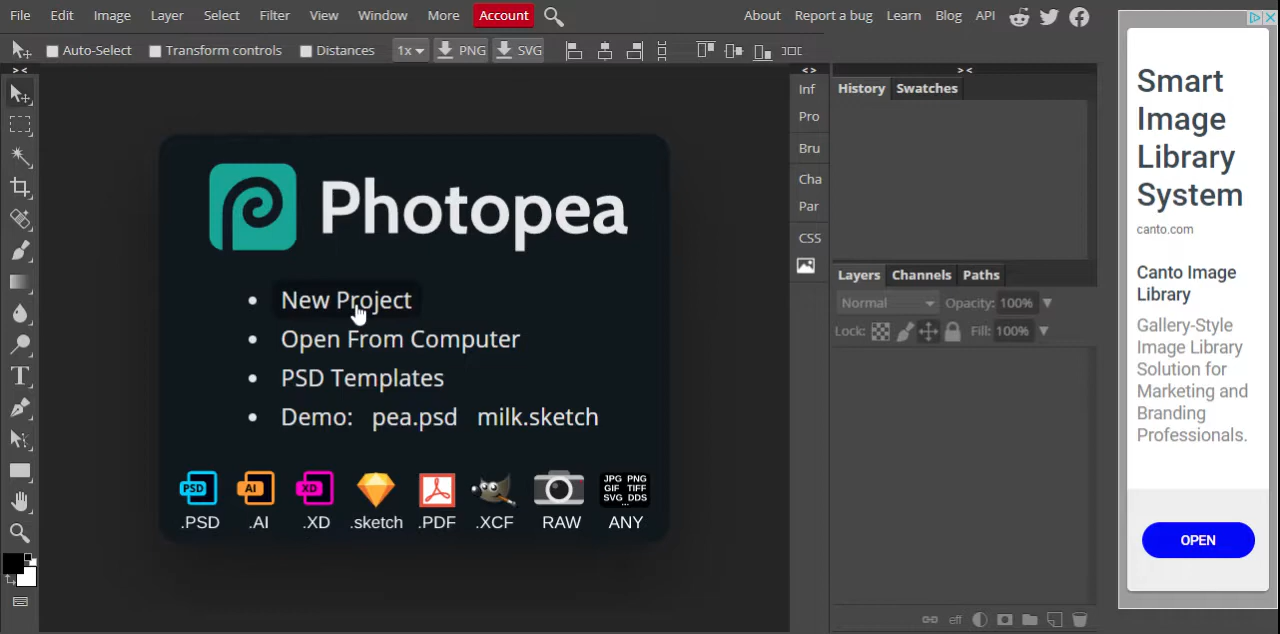 File Edit Image Layer Select Filter View Window More Account About Report a bug Learn Blog API
Auto-Select Transform controls Distances 1x PNG SVG
> < < > > <
Inf
Pro
Bru
Cha
Par
CSS
History Swatches
Layers Channels Paths
Normal Opacity: 100%
Lock: Fill: 100%
eff
Photopea
New Project
Open From Computer
PSD Templates
Demo: pea.psd milk.sketch
PSD AI XD JPG PNG
GIF TIFF
SVG DDS
...
.PSD .AI .XD .sketch .PDF .XCF RAW ANY
T
Smart
Image
Library
System
canto.com
Canto Image
Library
Gallery-Style
Image Library
Solution for
Marketing and
Branding
Professionals.
OPEN